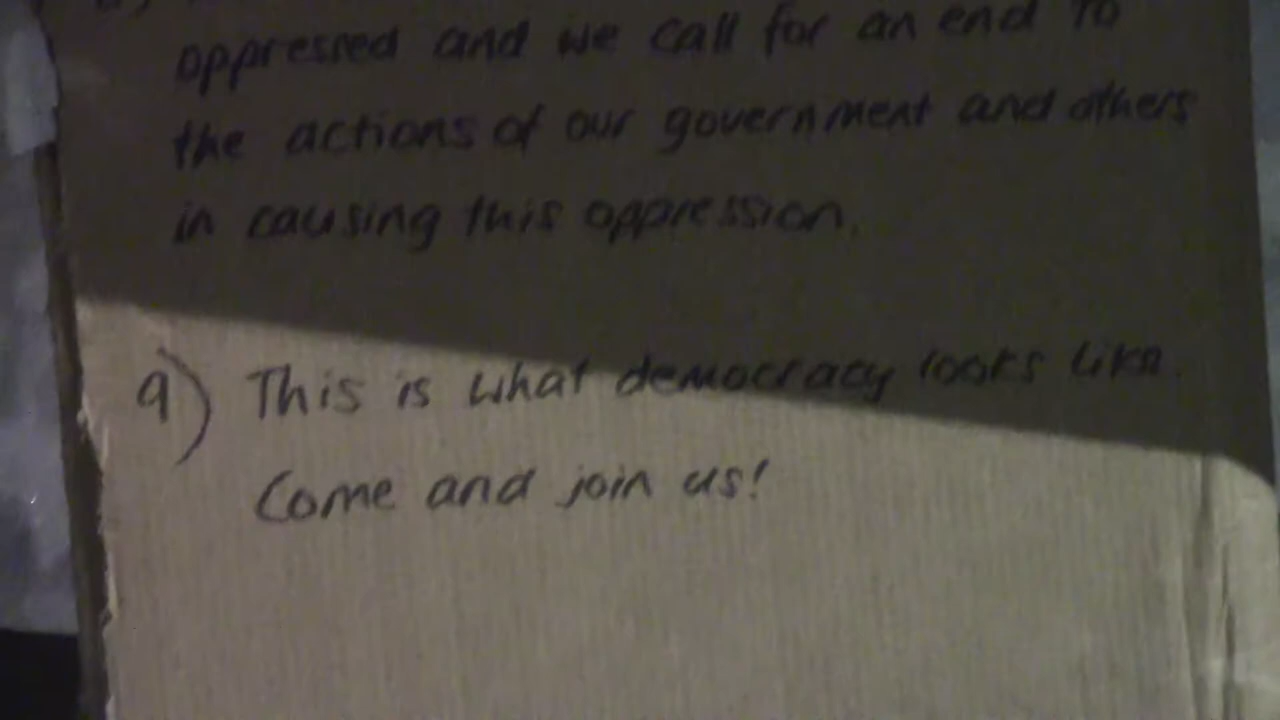 oppressed and we call for an end to
the actions of our government and others
in causing this oppression.
9) This is what democracy looks like.
Come and join us!